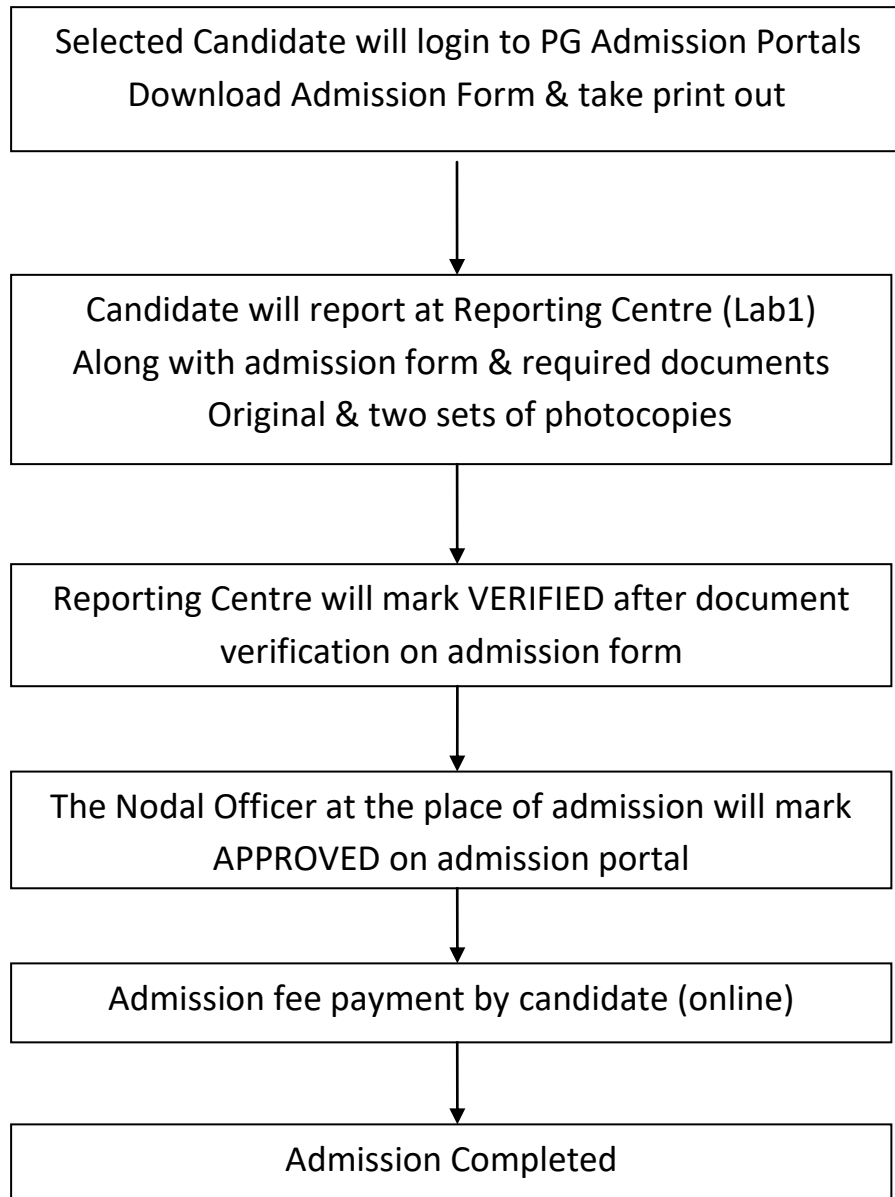 Selected Candidate will login to PG Admission Portals
Download Admission Form & take print out
Candidate will report at Reporting Centre (Lab1)
Along with admission form & required documents
Original & two sets of photocopies
Reporting Centre will mark VERIFIED after document
verification on admission form
The Nodal Officer at the place of admission will mark
APPROVED on admission portal
Admission fee payment by candidate (online)
Admission Completed